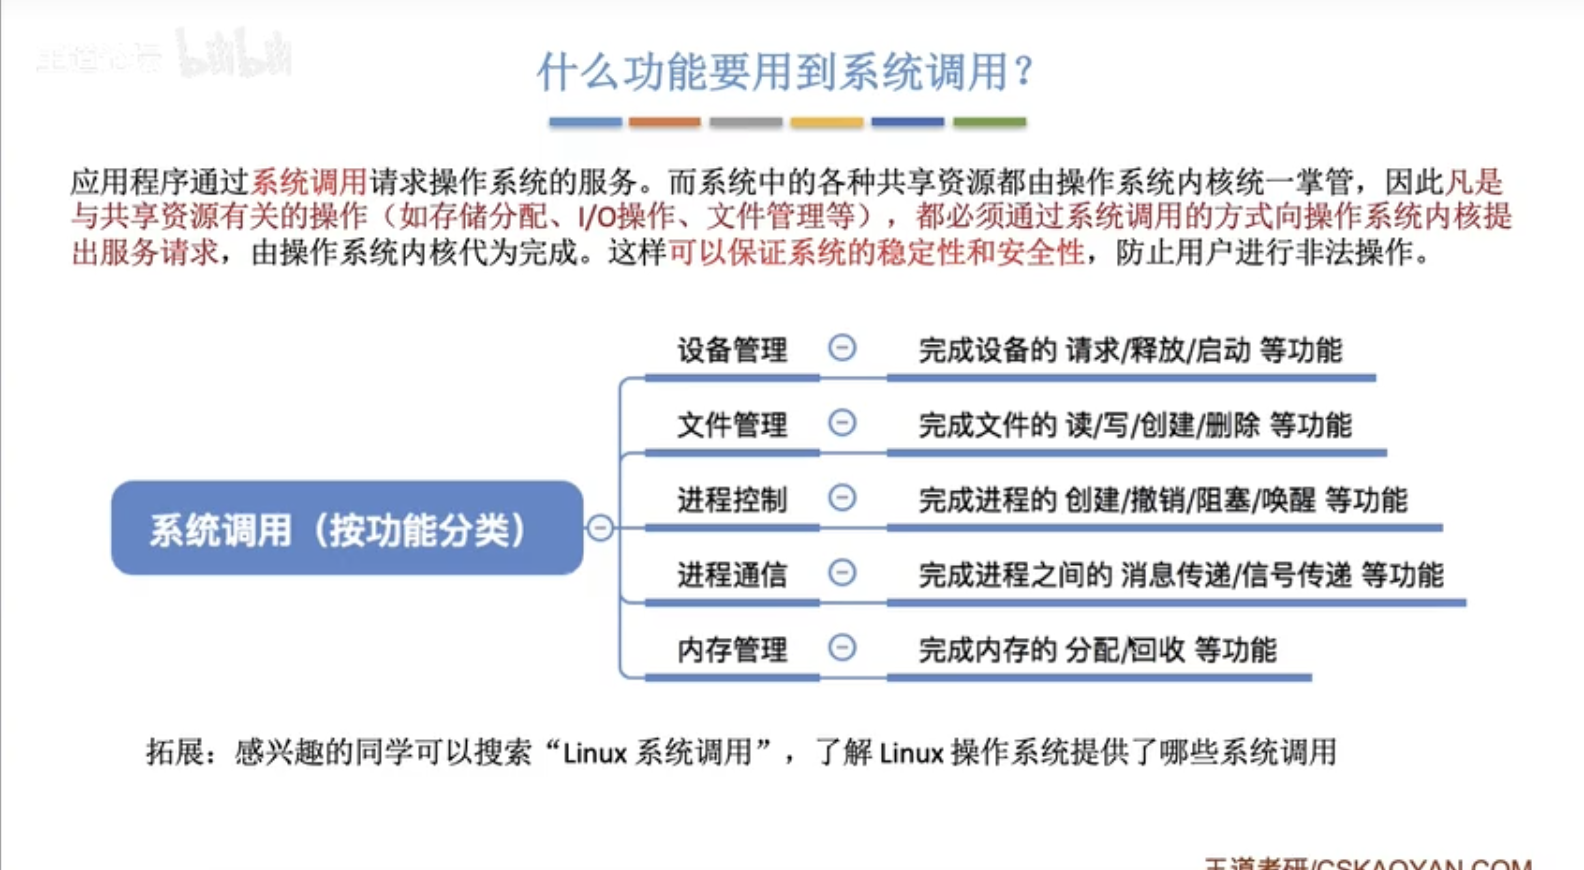 王道论坛 bilibili
什么功能要用到系统调用？
应用程序通过系统调用请求操作系统的服务。而系统中的各种共享资源都由操作系统内核统一掌管，因此凡是
与共享资源有关的操作（如存储分配、I/O操作、文件管理等），都必须通过系统调用的方式向操作系统内核提
出服务请求，由操作系统内核代为完成。这样可以保证系统的稳定性和安全性，防止用户进行非法操作。
设备管理 完成设备的 请求/释放/启动 等功能
文件管理 完成文件的 读/写/创建/删除 等功能
系统调用（按功能分类）
进程控制 完成进程的 创建/撤销/阻塞/唤醒 等功能
进程通信 完成进程之间的 消息传递/信号传递 等功能
内存管理 完成内存的 分配/回收 等功能
拓展：感兴趣的同学可以搜索“Linux 系统调用”，了解 Linux 操作系统提供了哪些系统调用
王道考研/CSKAOYAN.COM